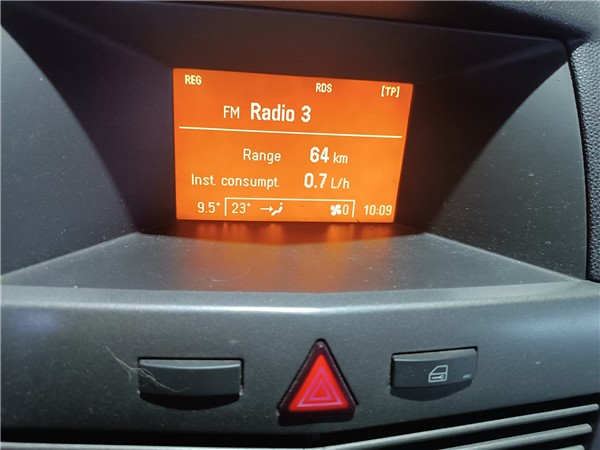 REG RDS [TP]
FM Radio 3
Range 64 km
Inst. consumpt. 0.7 L/h
9.5° 23° 0 10:09